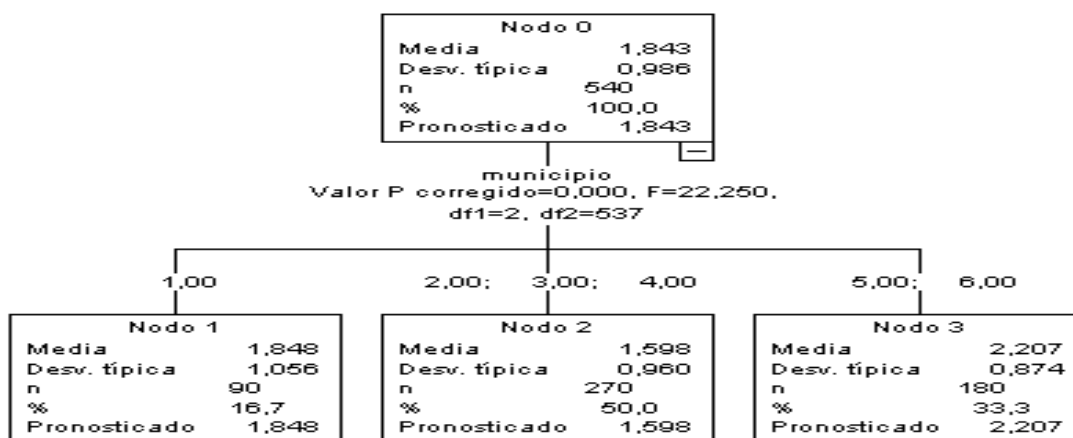 Nodo 0
Media 1,843
Desv. típica 0,986
n 540
% 100,0
Pronosticado 1,843
municipio
Valor P corregido=0,000, F=22,250,
df1=2, df2=537
1,00
2,00; 3,00; 4,00
5,00; 6,00
Nodo 1
Media 1,848
Desv. típica 1,056
n 90
% 16,7
Pronosticado 1,848
Nodo 2
Media 1,598
Desv. típica 0,960
n 270
% 50,0
Pronosticado 1,598
Nodo 3
Media 2,207
Desv. típica 0,874
n 180
% 33,3
Pronosticado 2,207